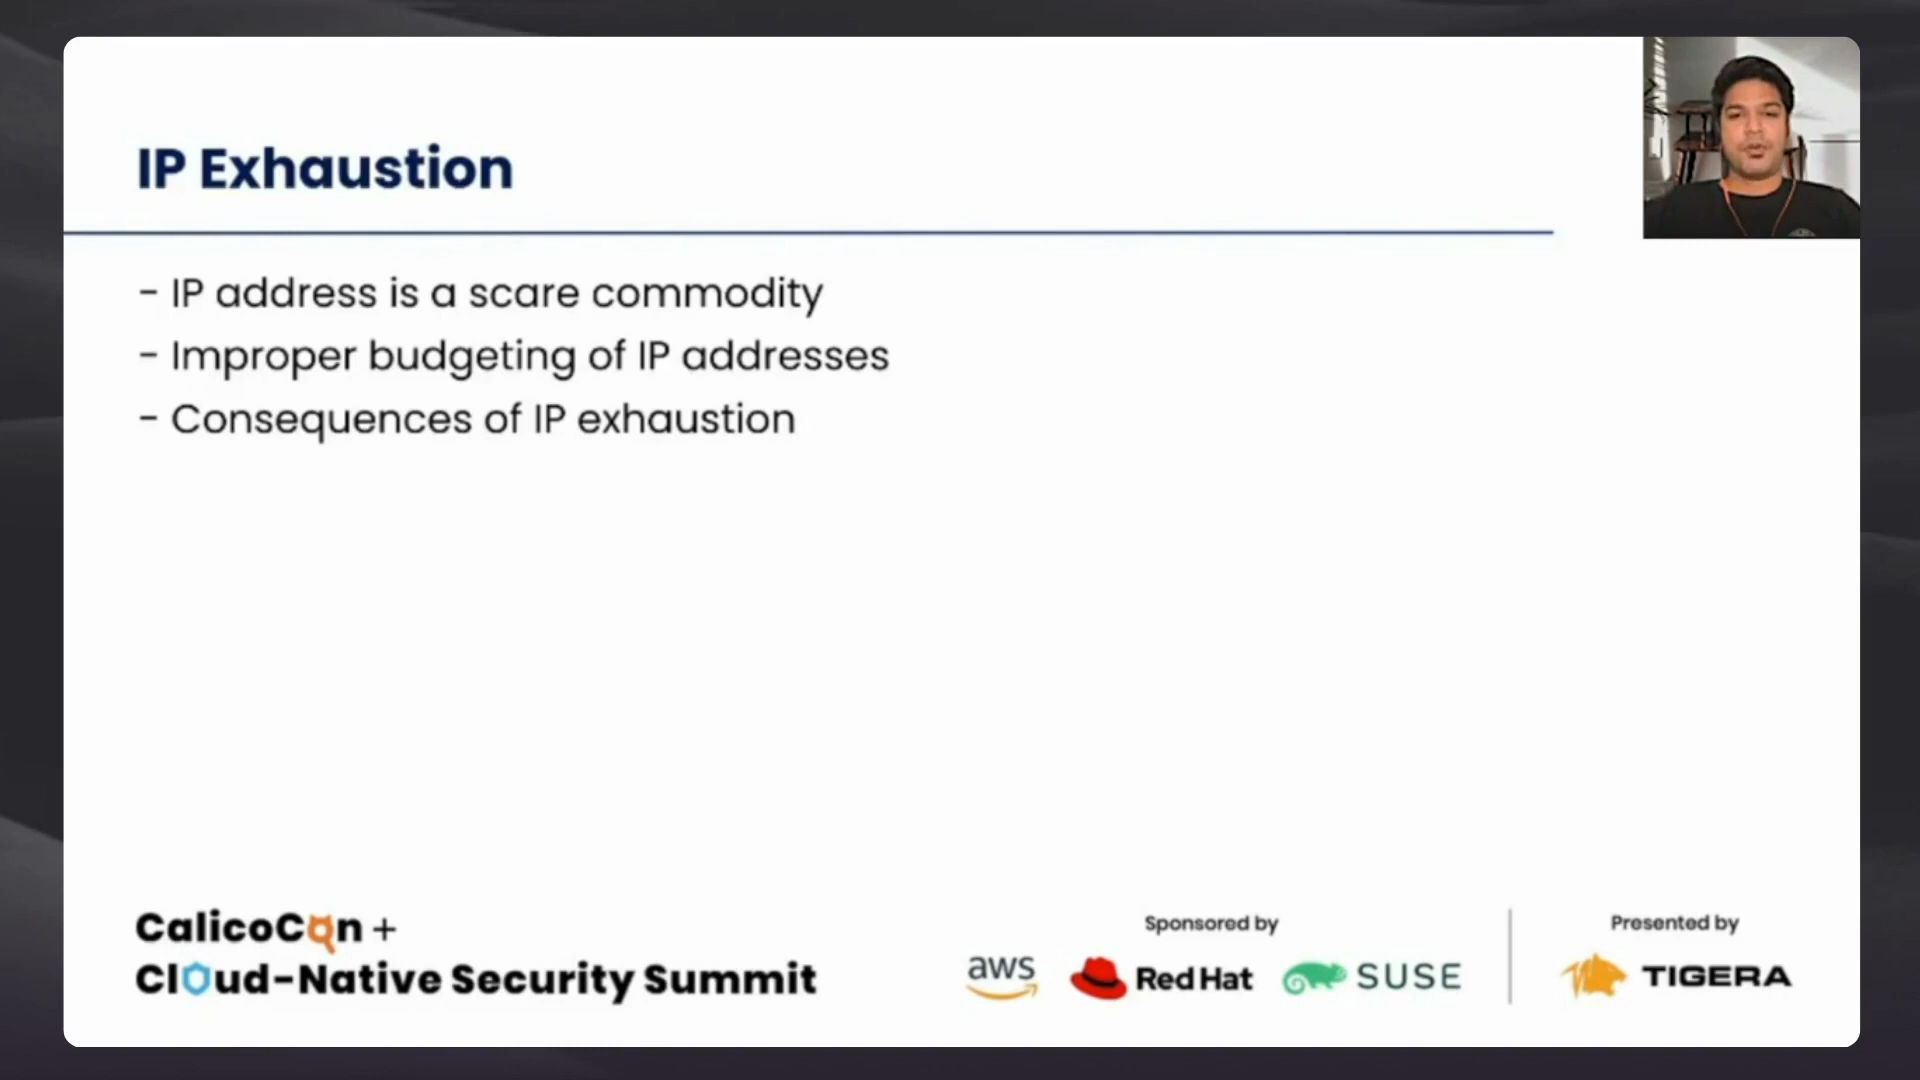 IP Exhaustion
- IP address is a scare commodity
- Improper budgeting of IP addresses
- Consequences of IP exhaustion
CalicoCon +
Cloud-Native Security Summit
Sponsored by
aws
Red Hat
SUSE
Presented by
TIGERA